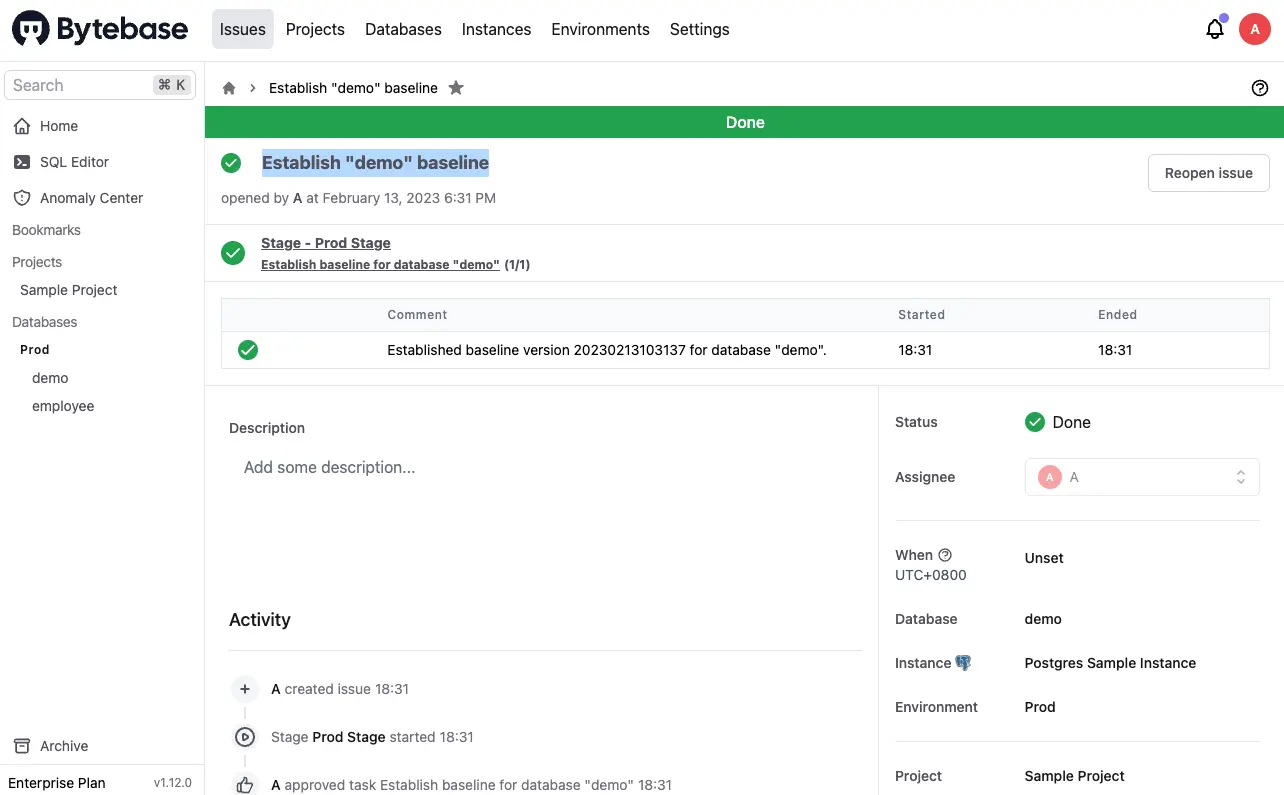 Bytebase
Issues Projects Databases Instances Environments Settings
A
Search ⌘ K
Home
SQL Editor
Anomaly Center
Bookmarks
Projects
Sample Project
Databases
Prod
demo
employee
Archive
Enterprise Plan v1.12.0
Establish "demo" baseline
Done
Establish "demo" baseline
Reopen issue
opened by A at February 13, 2023 6:31 PM
Stage - Prod Stage
Establish baseline for database "demo" (1/1)
Comment Started Ended
Established baseline version 20230213103137 for database "demo". 18:31 18:31
Description
Add some description...
Activity
A created issue 18:31
Stage Prod Stage started 18:31
A approved task Establish baseline for database "demo" 18:31
Status Done
Assignee A A
When Unset
UTC+0800
Database demo
Instance Postgres Sample Instance
Environment Prod
Project Sample Project